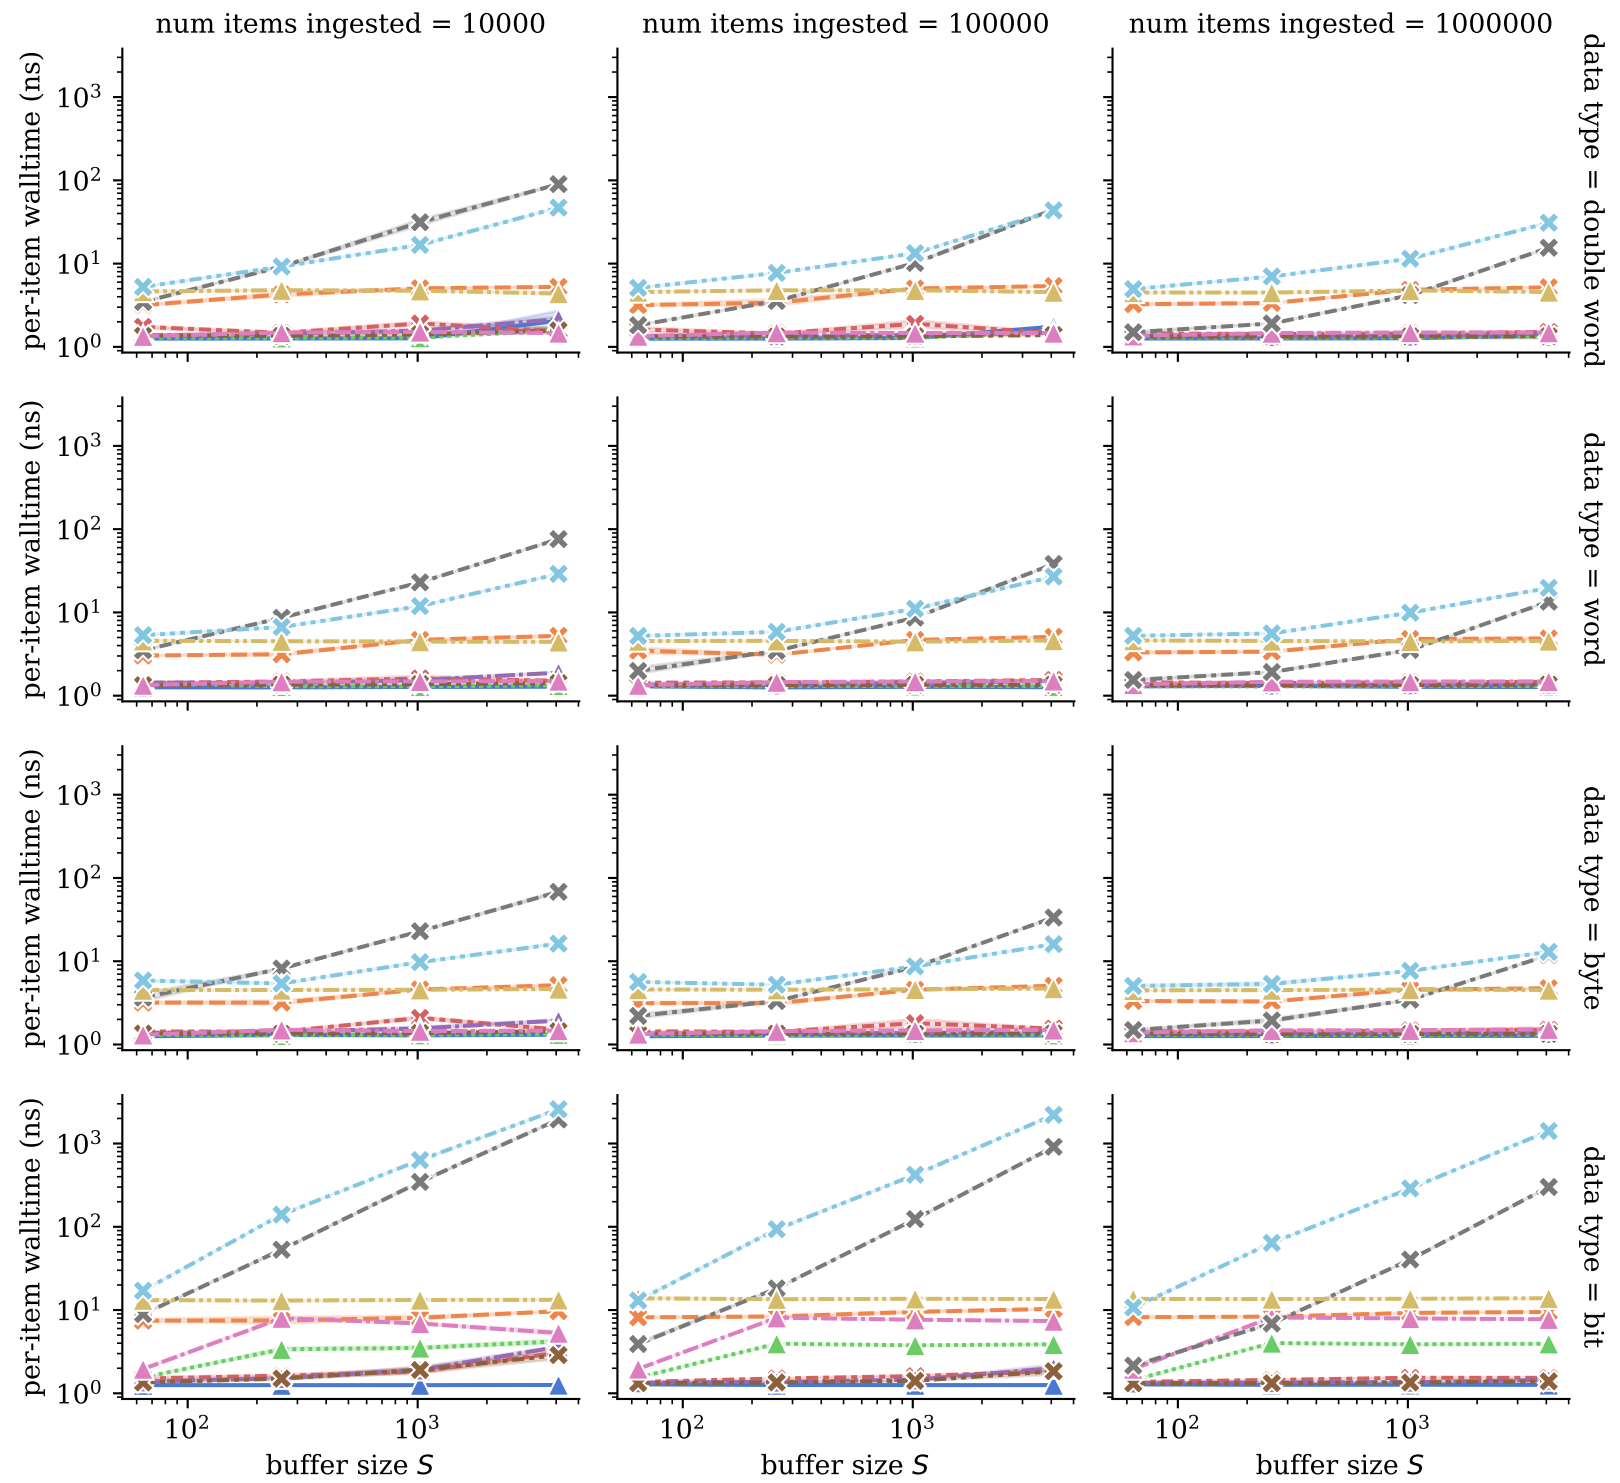 num items ingested = 10000
num items ingested = 100000
num items ingested = 1000000
per-item walltime (ns)
10³
10²
10¹
10⁰
data type = double word
per-item walltime (ns)
10³
10²
10¹
10⁰
data type = word
per-item walltime (ns)
10³
10²
10¹
10⁰
data type = byte
per-item walltime (ns)
10³
10²
10¹
10⁰
data type = bit
10² 10³
10² 10³
10² 10³
buffer size S
buffer size S
buffer size S